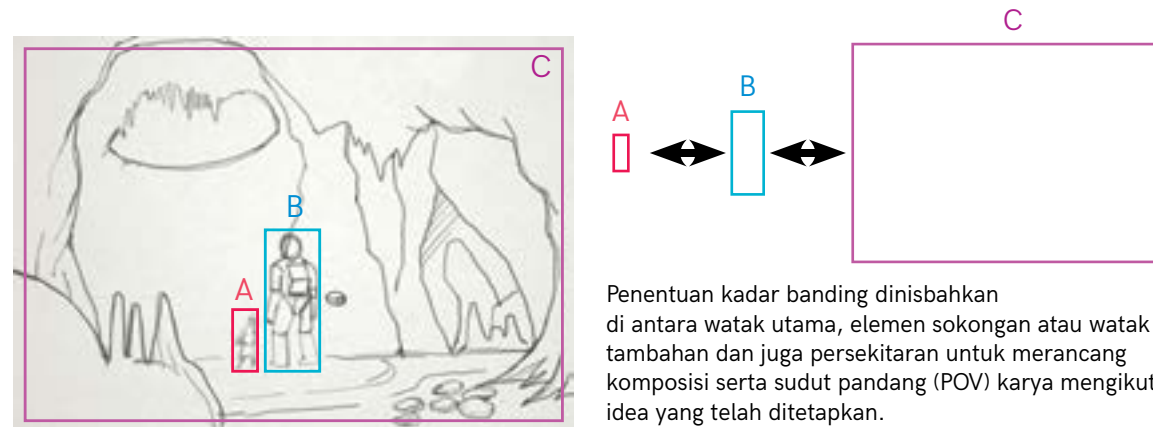 C
B
A
A
B
C
Penentuan kadar banding dinisbahkan
di antara watak utama, elemen sokongan atau watak
tambahan dan juga persekitaran untuk merancang
komposisi serta sudut pandang (POV) karya mengikut
idea yang telah ditetapkan.